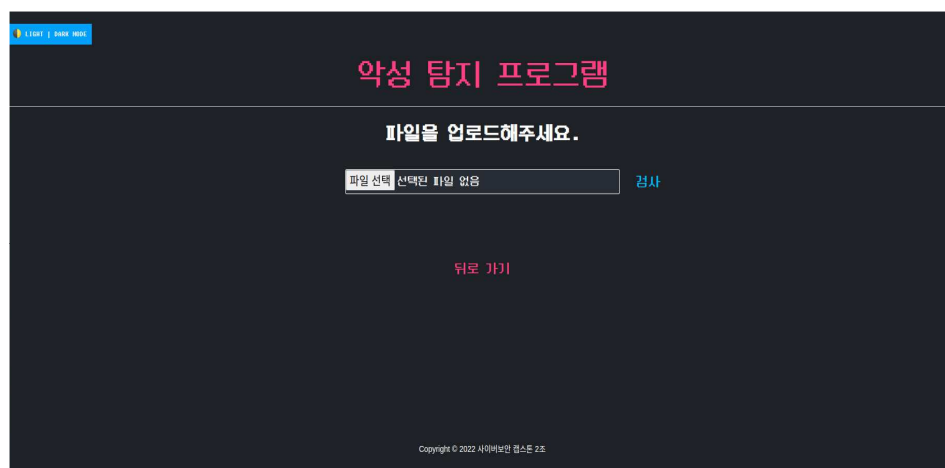 LIGHT | DARK MODE
악성 탐지 프로그램
파일을 업로드해주세요.
파일 선택 선택된 파일 없음 검사
뒤로 가기
Copyright © 2022 사이버보안 캡스톤 2조